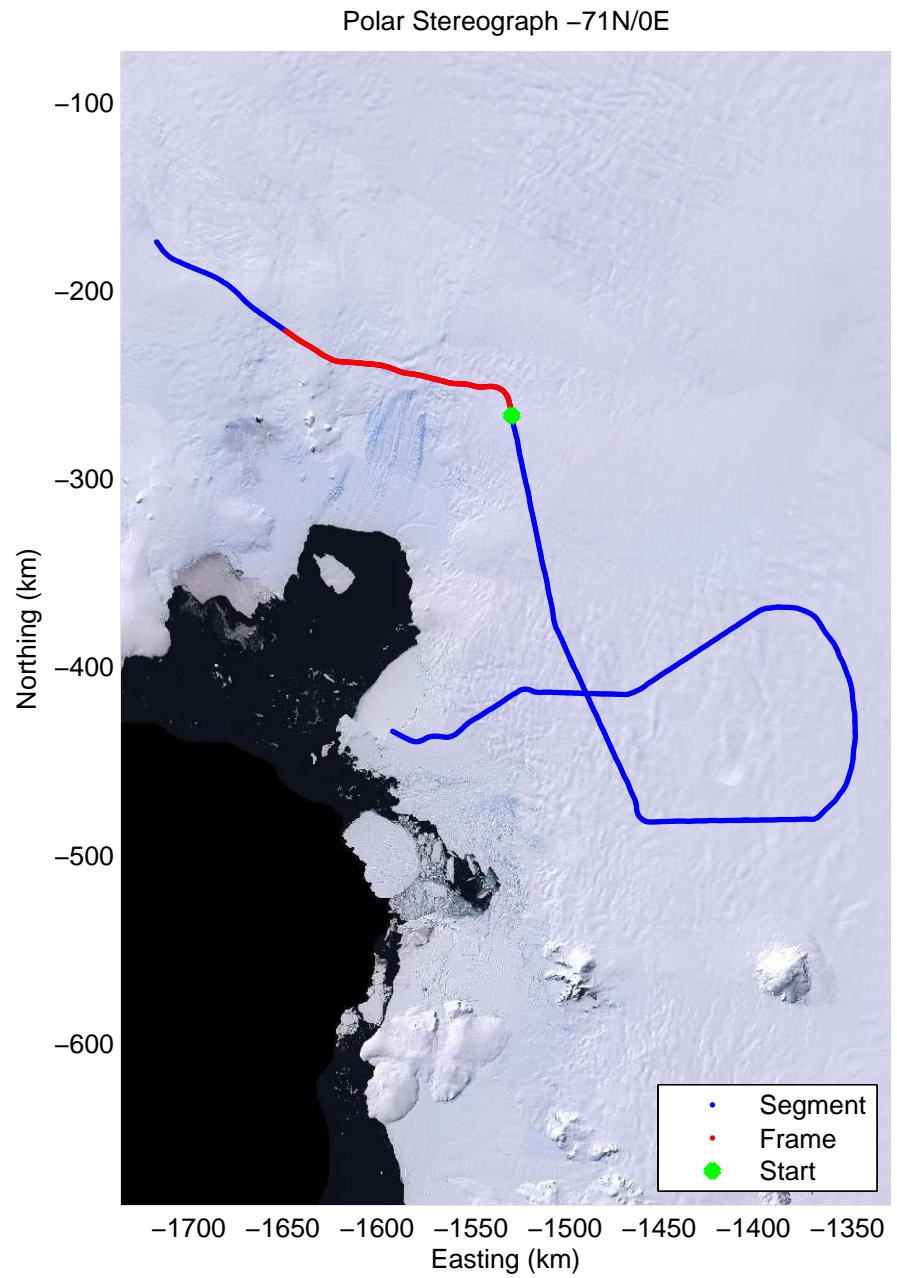 Polar Stereograph −71N/0E
−100
−200
−300
−400
−500
−600
Northing (km)
Segment
Frame
Start
−1700 −1650 −1600 −1550 −1500 −1450 −1400 −1350
Easting (km)